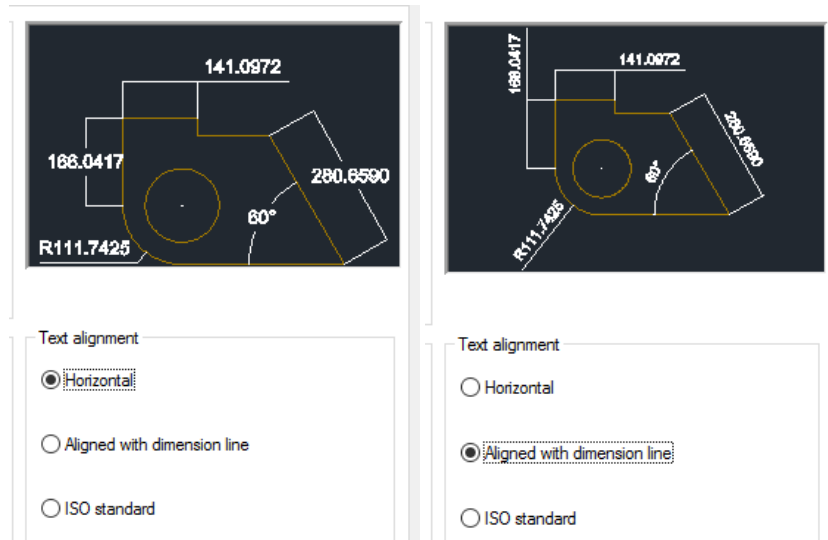 141.0972
166.0417
280.6590
60°
R111.7425
Text alignment
Horizontal
Aligned with dimension line
ISO standard
166.0417
141.0972
280.6590
60°
R111.7425
Text alignment
Horizontal
Aligned with dimension line
ISO standard